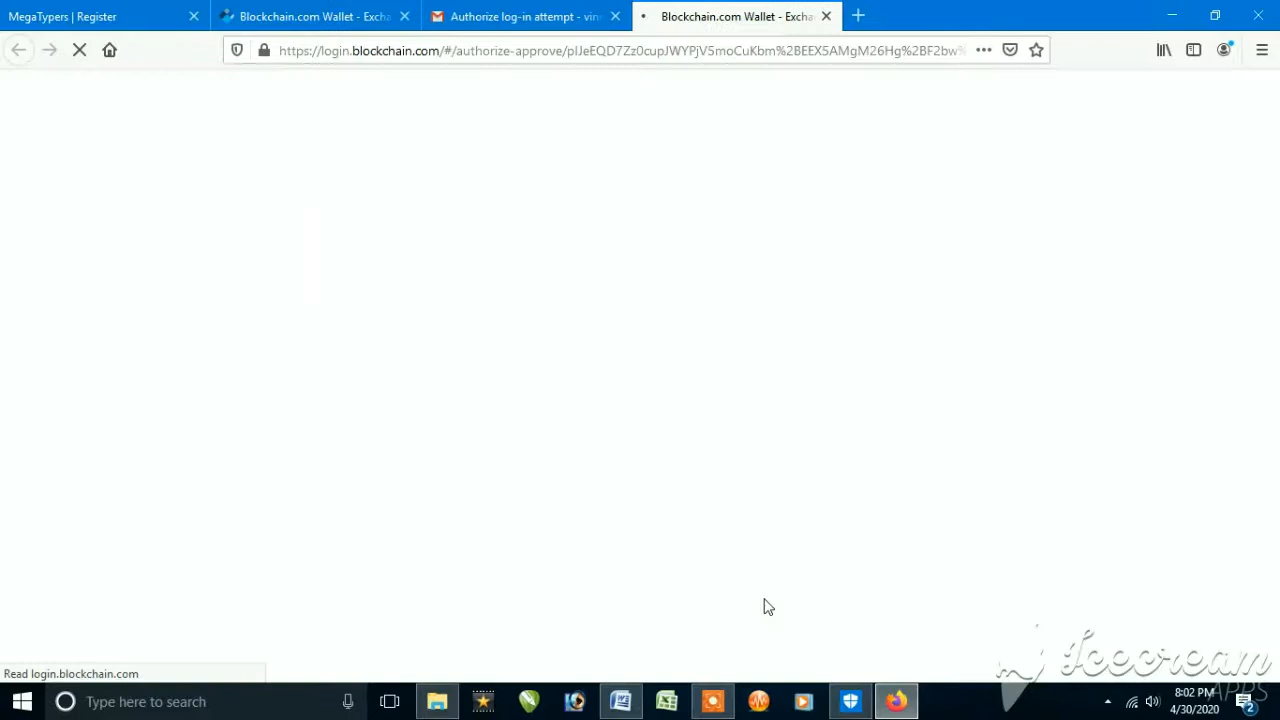 MegaTypers | Register
Blockchain.com Wallet - Excha
Authorize log-in attempt - vin
Blockchain.com Wallet - Excha
https://login.blockchain.com/#/authorize-approve/pIJeEQD7Zz0cupJWYPjV5moCuKbm%2BEEX5AMgM26Hg%2BF2bw%
Read login.blockchain.com
Icecream
APPS
Type here to search
8:02 PM
4/30/2020
2